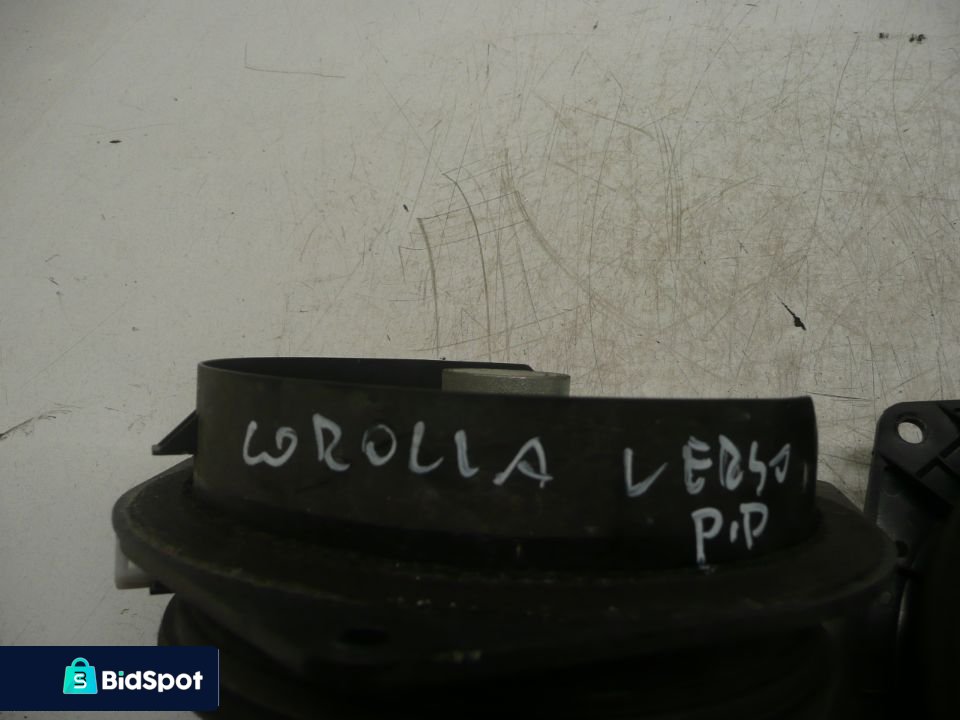 COROLLA VERSO
P.P
BidSpot